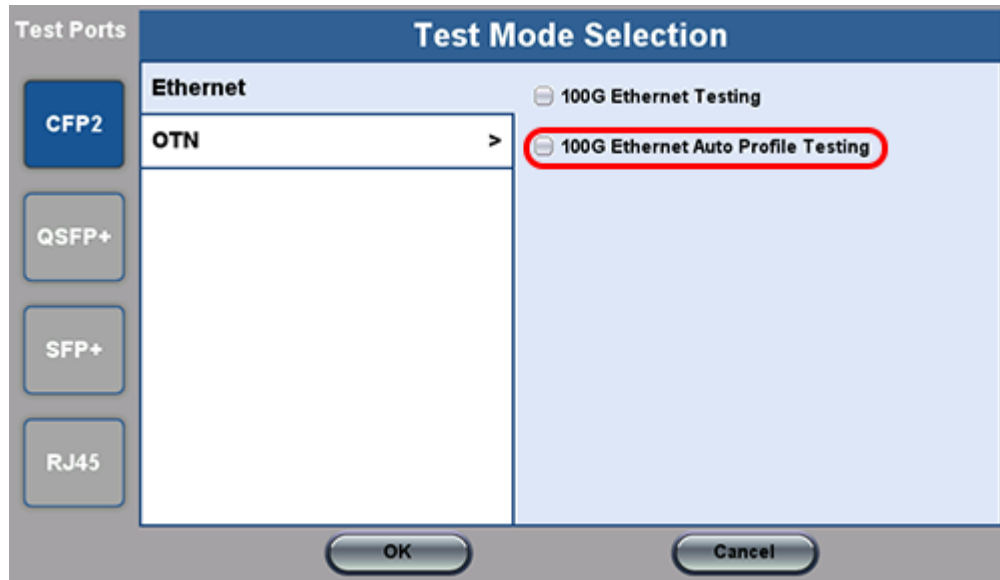 Test Ports
Test Mode Selection
CFP2
QSFP+
SFP+
RJ45
Ethernet
OTN >
100G Ethernet Testing
100G Ethernet Auto Profile Testing
OK
Cancel